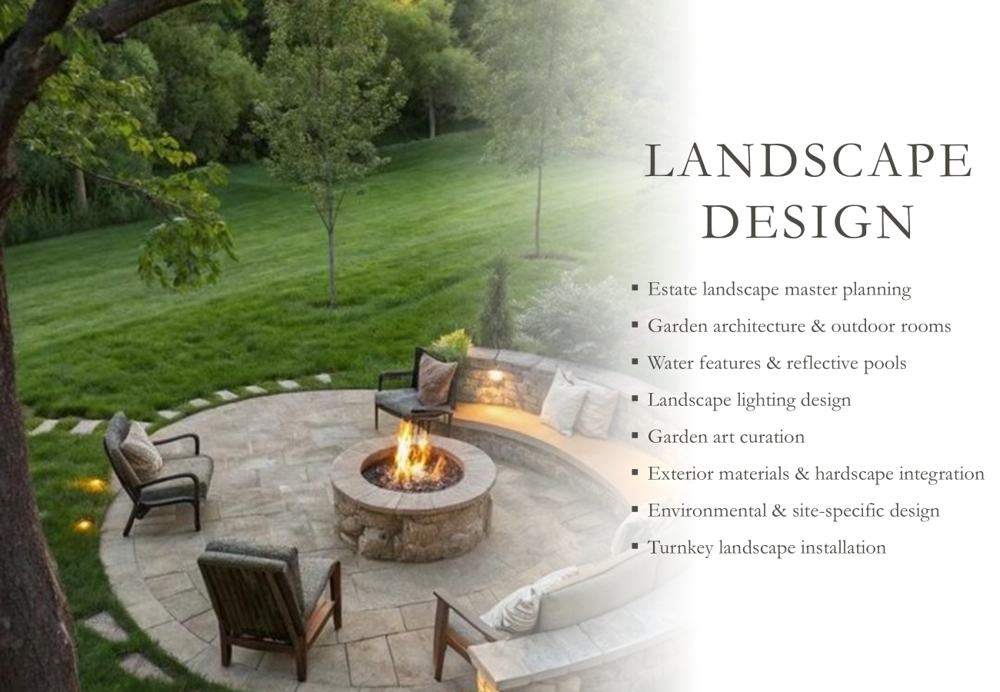 LANDSCAPE
DESIGN
▪ Estate landscape master planning
▪ Garden architecture & outdoor rooms
▪ Water features & reflective pools
▪ Landscape lighting design
▪ Garden art curation
▪ Exterior materials & hardscape integration
▪ Environmental & site-specific design
▪ Turnkey landscape installation